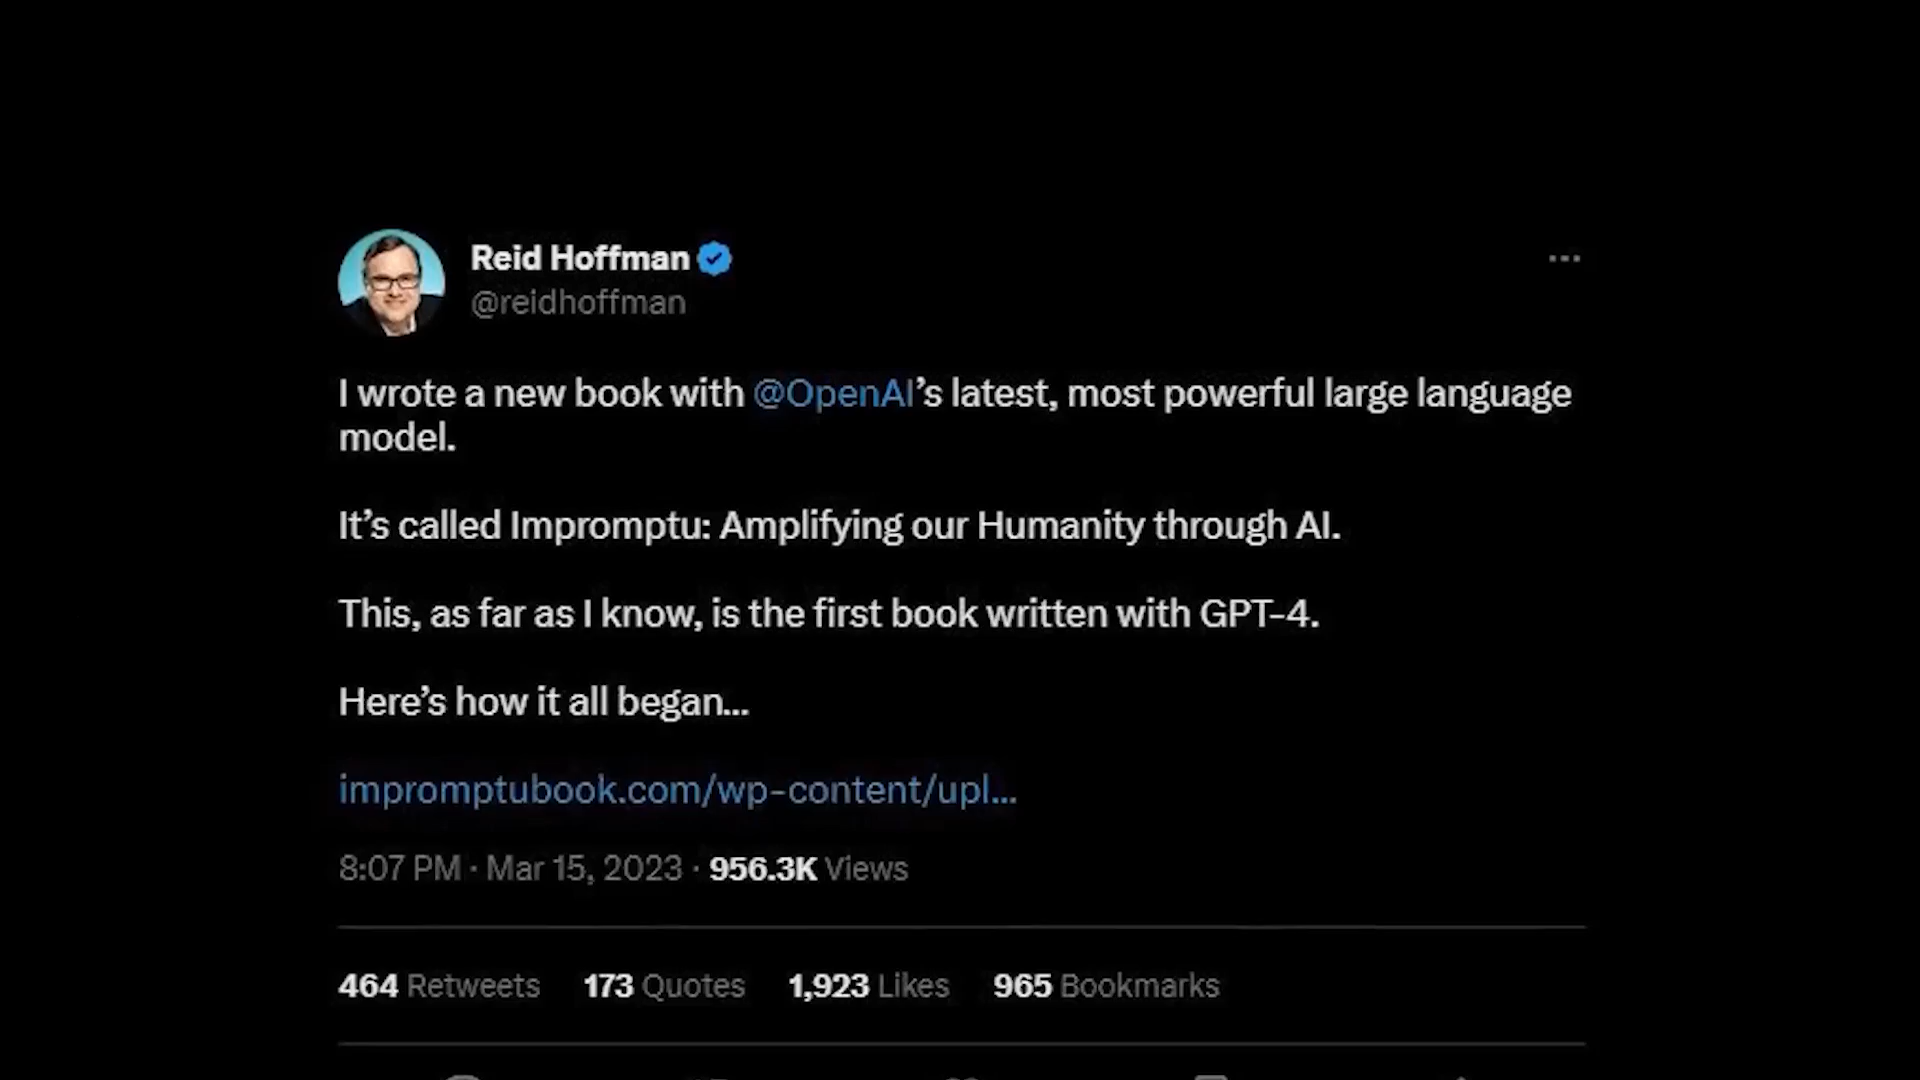 Reid Hoffman
@reidhoffman
I wrote a new book with @OpenAI’s latest, most powerful large language
model.
It’s called Impromptu: Amplifying our Humanity through AI.
This, as far as I know, is the first book written with GPT-4.
Here’s how it all began...
impromptubook.com/wp-content/upl...
8:07 PM · Mar 15, 2023 · 956.3K Views
464 Retweets 173 Quotes 1,923 Likes 965 Bookmarks